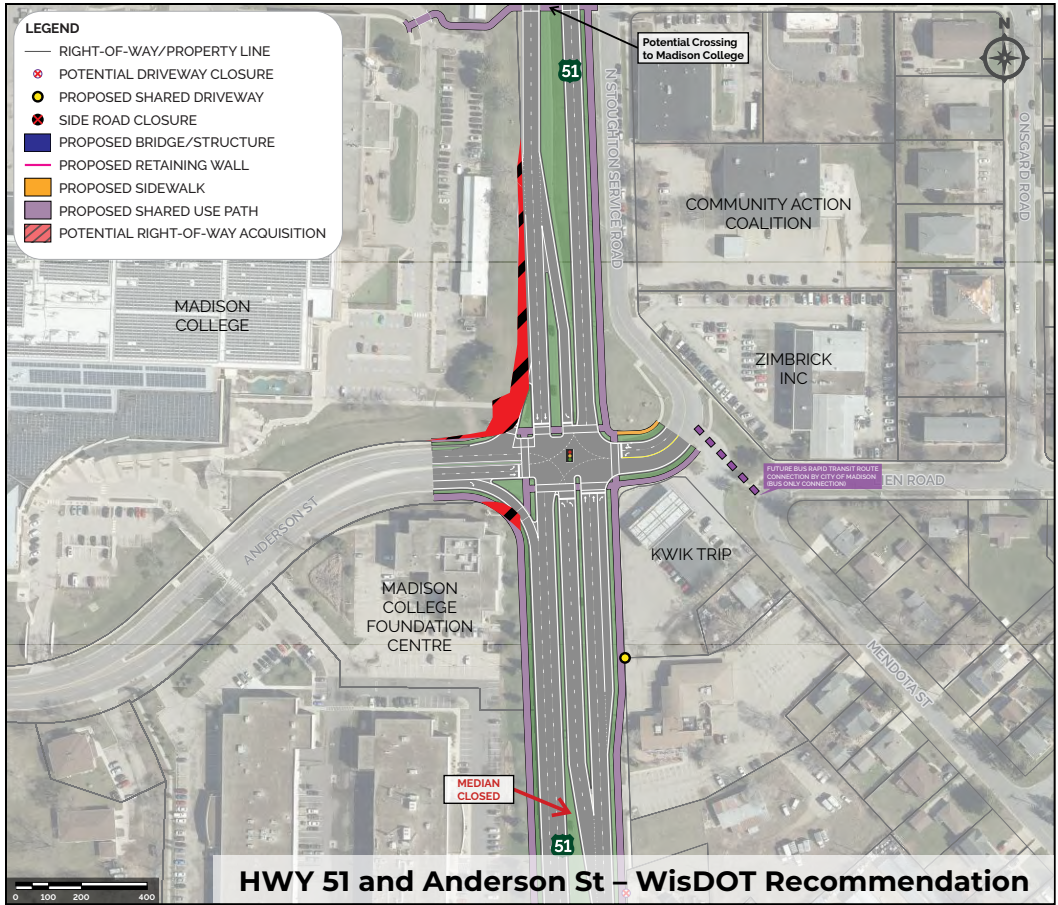 LEGEND
RIGHT-OF-WAY/PROPERTY LINE
POTENTIAL DRIVEWAY CLOSURE
PROPOSED SHARED DRIVEWAY
SIDE ROAD CLOSURE
PROPOSED BRIDGE/STRUCTURE
PROPOSED RETAINING WALL
PROPOSED SIDEWALK
PROPOSED SHARED USE PATH
POTENTIAL RIGHT-OF-WAY ACQUISITION
Potential Crossing
to Madison College
N
51
N STOUGHTON SERVICE ROAD
ONSGARD ROAD
COMMUNITY ACTION
COALITION
MADISON
COLLEGE
ZIMBRICK
INC
FUTURE BUS RAPID TRANSIT ROUTE
CONNECTION BY CITY OF MADISON
(BUS ONLY CONNECTION)
EN ROAD
ANDERSON ST
KWIK TRIP
MADISON
COLLEGE
FOUNDATION
CENTRE
MENDOTA ST
MEDIAN
CLOSED
51
HWY 51 and Anderson St – WisDOT Recommendation
0 100 200 400